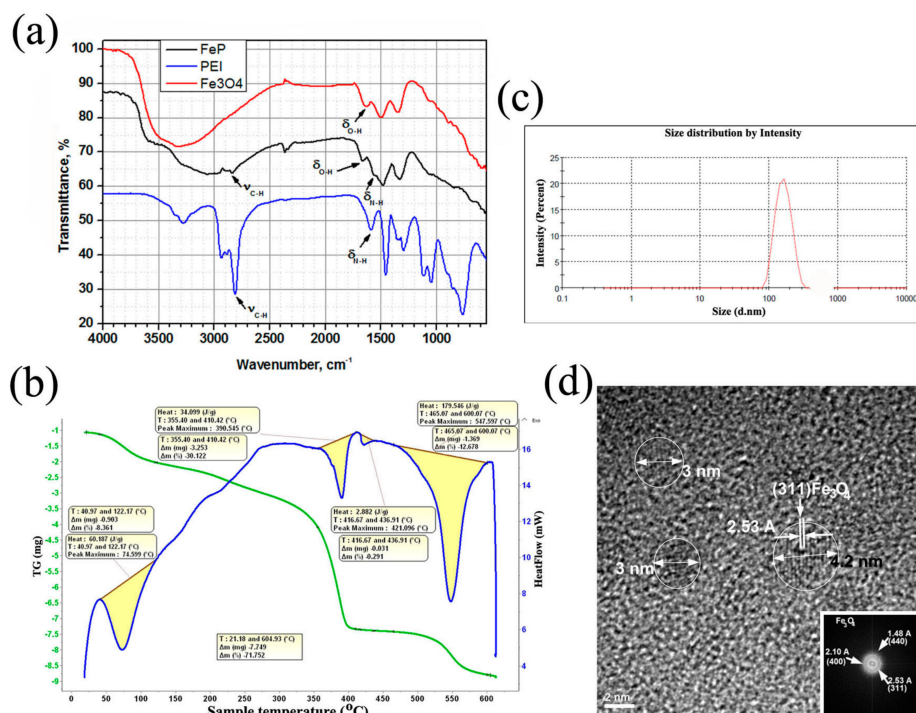 (a)
FeP
PEI
Fe3O4
100
90
80
70
60
50
40
30
20
Transmittance, %
δO-H
δO-H
νC-H
δN-H
δN-H
νC-H
4000
3500
3000
2500
2000
1500
1000
Wavenumber, cm-1
(c)
Size distribution by Intensity
25
20
15
10
5
0
Intensity (Percent)
0.1
1
10
100
1000
10000
Size (d.nm)
(b)
Heat : 34.099 (J/g)
T : 355.40 and 410.42 (°C)
Peak Maximum : 390.545 (°C)
T : 355.40 and 410.42 (°C)
Δm (mg) -3.253
Δm (%) -30.122
Heat : 179.546 (J/g)
T : 465.07 and 600.07 (°C)
Peak Maximum : 547.597 (°C)
T : 465.07 and 600.07 (°C)
Δm (mg) -1.369
Δm (%) -12.678
Exo
T : 40.97 and 122.17 (°C)
Δm (mg) -0.903
Δm (%) -8.361
Heat : 60.187 (J/g)
T : 40.97 and 122.17 (°C)
Peak Maximum : 74.599 (°C)
Heat : 2.882 (J/g)
T : 416.67 and 436.91 (°C)
Peak Maximum : 421.096 (°C)
T : 416.67 and 436.91 (°C)
Δm (mg) -0.031
Δm (%) -0.291
T : 21.18 and 604.93 (°C)
Δm (mg) -7.749
Δm (%) -71.752
-1
-1.5
-2
-2.5
-3
-3.5
-4
-4.5
-5
-5.5
-6
-6.5
-7
-7.5
-8
-8.5
-9
TG (mg)
16
14
12
10
8
6
4
HeatFlow (mW)
0
50
100
150
200
250
300
350
400
450
500
550
600
Sample temperature (°C)
(d)
3 nm
(311)Fe3O4
2.53 A
3 nm
4.2 nm
2 nm
Fe3O4
1.48 A
(440)
2.10 A
(400)
2.53 A
(311)